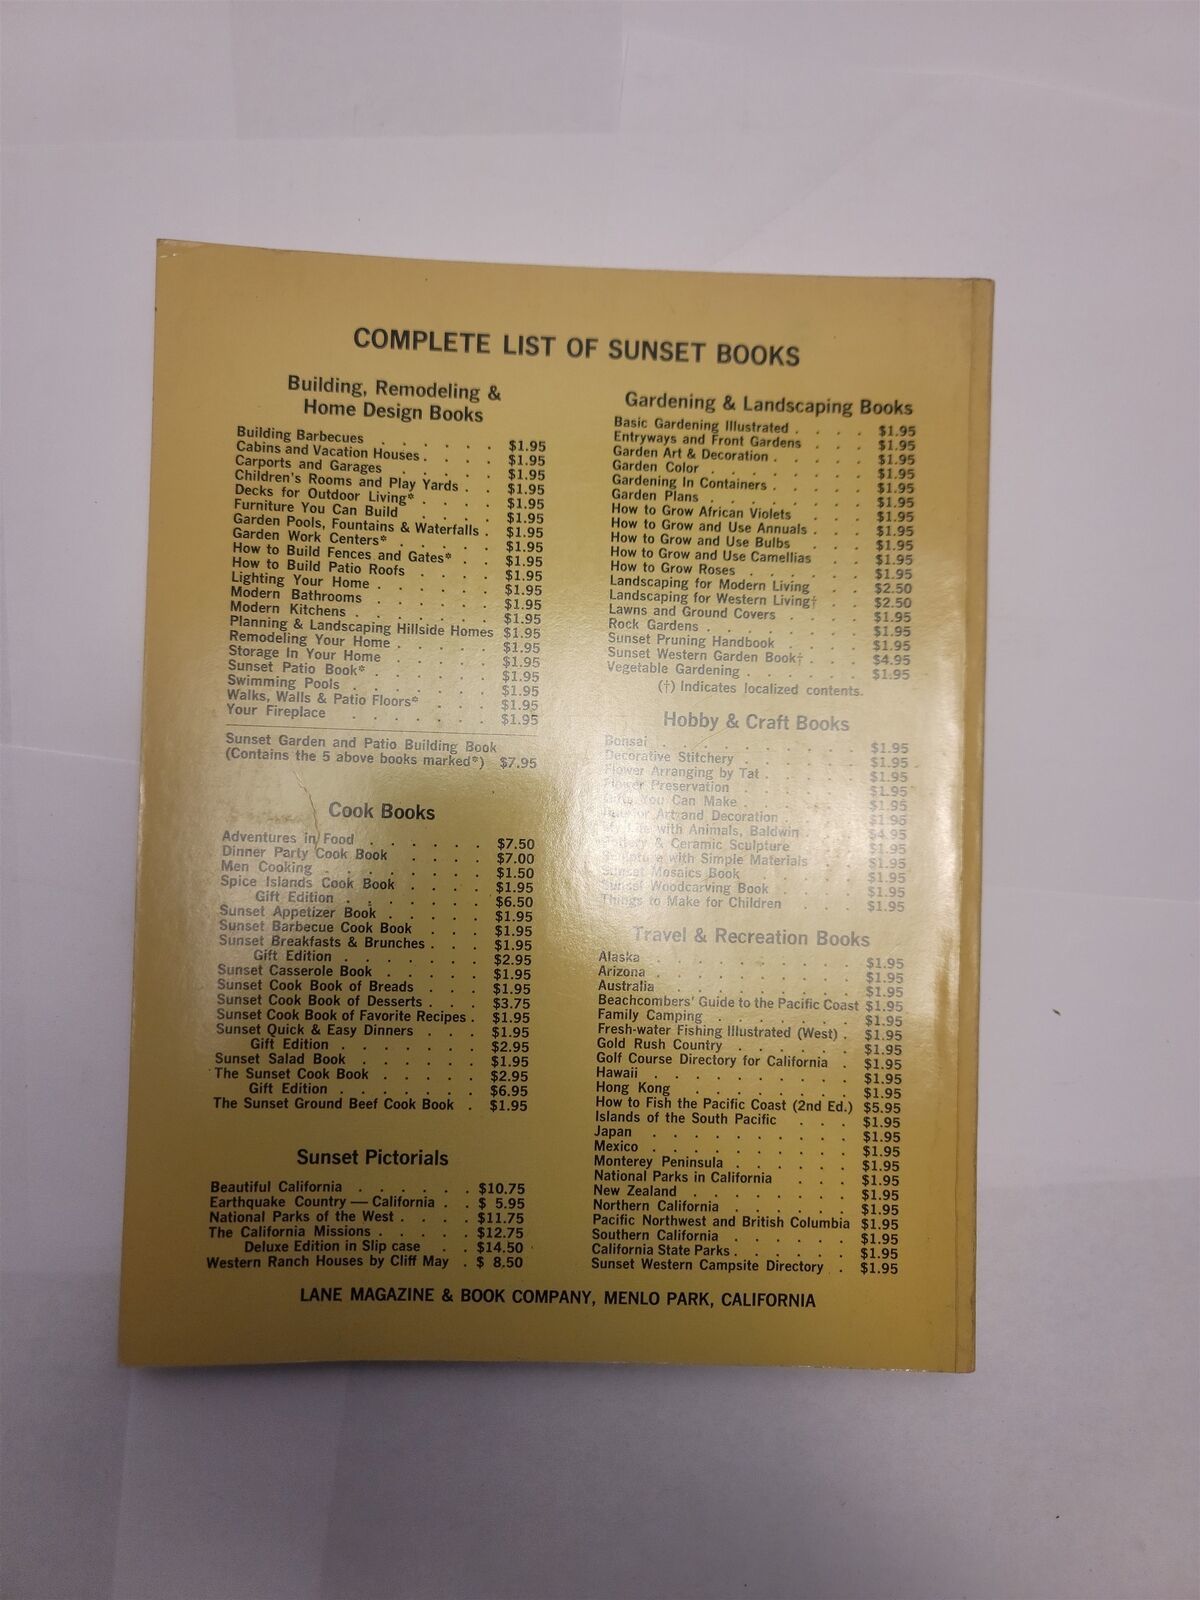 COMPLETE LIST OF SUNSET BOOKS
Building, Remodeling &
Home Design Books
Building Barbecues . . . . . . $1.95
Cabins and Vacation Houses . . . . $1.95
Carports and Garages . . . . . $1.95
Children's Rooms and Play Yards . . $1.95
Decks for Outdoor Living* . . . . $1.95
Furniture You Can Build . . . . $1.95
Garden Pools, Fountains & Waterfalls . $1.95
Garden Work Centers* . . . . . $1.95
How to Build Fences and Gates* . . $1.95
How to Build Patio Roofs . . . . $1.95
Lighting Your Home . . . . . . $1.95
Modern Bathrooms . . . . . . $1.95
Modern Kitchens . . . . . . . $1.95
Planning & Landscaping Hillside Homes $1.95
Remodeling Your Home . . . . . $1.95
Storage In Your Home . . . . . $1.95
Sunset Patio Book* . . . . . . $1.95
Swimming Pools . . . . . . . $1.95
Walks, Walls & Patio Floors* . . . $1.95
Your Fireplace . . . . . . . $1.95
Sunset Garden and Patio Building Book
(Contains the 5 above books marked*) $7.95
Cook Books
Adventures in Food . . . . . . $7.50
Dinner Party Cook Book . . . . $7.00
Men Cooking . . . . . . . . $1.50
Spice Islands Cook Book . . . . $1.95
Gift Edition . . . . . . . $6.50
Sunset Appetizer Book . . . . . $1.95
Sunset Barbecue Cook Book . . . $1.95
Sunset Breakfasts & Brunches . . . $1.95
Gift Edition . . . . . . . $2.95
Sunset Casserole Book . . . . . $1.95
Sunset Cook Book of Breads . . . $1.95
Sunset Cook Book of Desserts . . . $3.75
Sunset Cook Book of Favorite Recipes . $1.95
Sunset Quick & Easy Dinners . . . $1.95
Gift Edition . . . . . . . $2.95
Sunset Salad Book . . . . . $1.95
The Sunset Cook Book . . . . . $2.95
Gift Edition . . . . . . . $6.95
The Sunset Ground Beef Cook Book . $1.95
Sunset Pictorials
Beautiful California . . . . . . $10.75
Earthquake Country — California . . $ 5.95
National Parks of the West . . . . $11.75
The California Missions . . . . . $12.75
Deluxe Edition in Slip case . . $14.50
Western Ranch Houses by Cliff May . $ 8.50
Gardening & Landscaping Books
Basic Gardening Illustrated . . . . $1.95
Entryways and Front Gardens . . . $1.95
Garden Art & Decoration . . . . . $1.95
Garden Color . . . . . . . . $1.95
Gardening In Containers . . . . . $1.95
Garden Plans . . . . . . . . $1.95
How to Grow African Violets . . . $1.95
How to Grow and Use Annuals . . . $1.95
How to Grow and Use Bulbs . . . $1.95
How to Grow and Use Camellias . . $1.95
How to Grow Roses . . . . . . $1.95
Landscaping for Modern Living . . $2.50
Landscaping for Western Living† . . $2.50
Lawns and Ground Covers . . . . $1.95
Rock Gardens . . . . . . . . $1.95
Sunset Pruning Handbook . . . . $1.95
Sunset Western Garden Book† . . . $4.95
Vegetable Gardening . . . . . . $1.95
(†) Indicates localized contents.
Hobby & Craft Books
Bonsai . . . . . . . . . . $1.95
Decorative Stitchery . . . . . . $1.95
Flower Arranging by Tat . . . . . $1.95
Flower Preservation . . . . . . $1.95
You Can Make . . . . . $1.95
Art and Decoration . . . . $1.95
with Animals, Baldwin . . . $4.95
& Ceramic Sculpture . . . $1.95
Sculpture with Simple Materials . . $1.95
Sunset Mosaics Book . . . . . $1.95
Sunset Woodcarving Book . . . . $1.95
Things to Make for Children . . . $1.95
Travel & Recreation Books
Alaska . . . . . . . . . . $1.95
Arizona . . . . . . . . . . $1.95
Australia . . . . . . . . . $1.95
Beachcombers' Guide to the Pacific Coast $1.95
Family Camping . . . . . . . $1.95
Fresh-water Fishing Illustrated (West) . $1.95
Gold Rush Country . . . . . . $1.95
Golf Course Directory for California . $1.95
Hawaii . . . . . . . . . . $1.95
Hong Kong . . . . . . . . $1.95
How to Fish the Pacific Coast (2nd Ed.) $5.95
Islands of the South Pacific . . . $1.95
Japan . . . . . . . . . . $1.95
Mexico . . . . . . . . . . $1.95
Monterey Peninsula . . . . . . $1.95
National Parks in California . . . $1.95
New Zealand . . . . . . . . $1.95
Northern California . . . . . . $1.95
Pacific Northwest and British Columbia $1.95
Southern California . . . . . . $1.95
California State Parks . . . . . . $1.95
Sunset Western Campsite Directory . $1.95
LANE MAGAZINE & BOOK COMPANY, MENLO PARK, CALIFORNIA